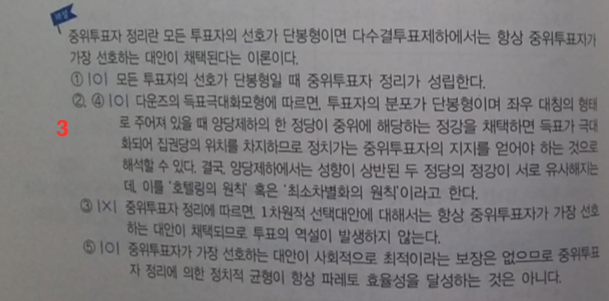 해설
중위투표자 정리란 모든 투표자의 선호가 단봉형이면 다수결투표제하에서는 항상 중위투표자가
가장 선호하는 대안이 채택된다는 이론이다.
① |O| 모든 투표자의 선호가 단봉형일 때 중위투표자 정리가 성립한다.
②, ④ |O| 다운즈의 득표극대화모형에 따르면, 투표자의 분포가 단봉형이며 좌우 대칭의 형태
로 주어져 있을 때 양당제하의 한 정당이 중위에 해당하는 정강을 채택하면 득표가 극대
3
화되어 집권당의 위치를 차지하므로 정치가는 중위투표자의 지지를 얻어야 하는 것으로
해석할 수 있다. 결국, 양당제하에서는 성향이 상반된 두 정당의 정강이 서로 유사해지는
데, 이를 '호텔링의 원칙' 혹은 '최소차별화의 원칙'이라고 한다.
③ |X| 중위투표자 정리에 따르면, 1차원적 선택대안에 대해서는 항상 중위투표자가 가장 선호
하는 대안이 채택되므로 투표의 역설이 발생하지 않는다.
⑤ |O| 중위투표자가 가장 선호하는 대안이 사회적으로 최적이라는 보장은 없으므로 중위투표
자 정리에 의한 정치적 균형이 항상 파레토 효율성을 달성하는 것은 아니다.